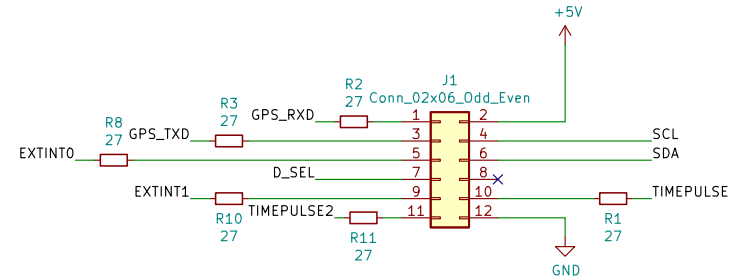 +5V
J1
Conn_02x06_Odd_Even
R2
27
GPS_RXD
1
2
R3
27
GPS_TXD
3
4
SCL
R8
27
EXTINT0
5
6
SDA
D_SEL
7
8
EXTINT1
9
10
TIMEPULSE
R10
27
R1
27
TIMEPULSE2
11
12
R11
27
GND